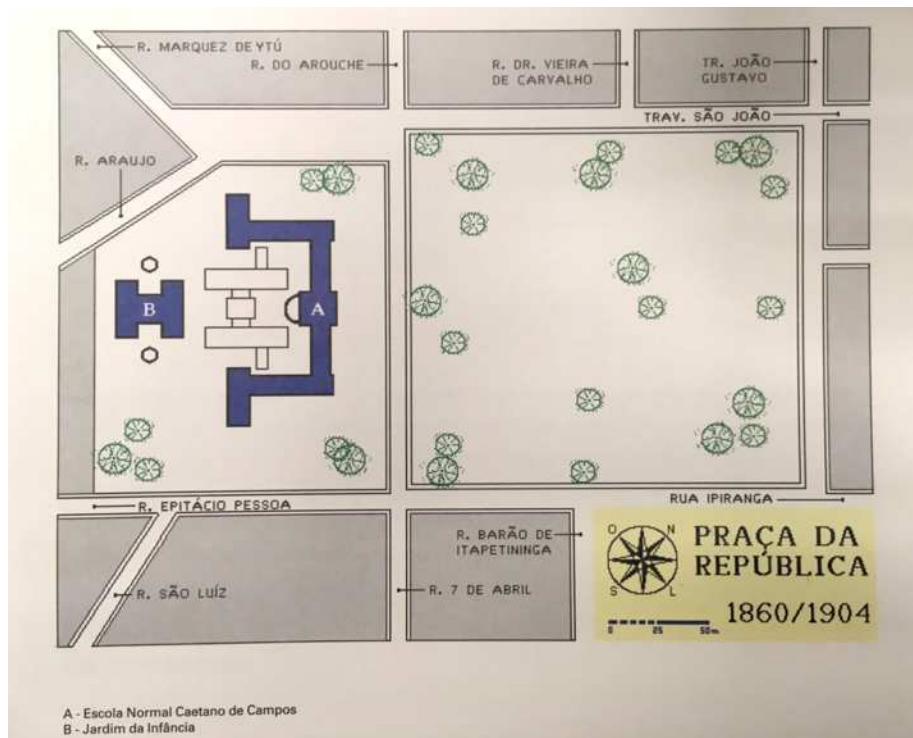 R. MARQUEZ DE YTÚ
R. DO AROUCHE
R. DR. VIEIRA
DE CARVALHO
TR. JOÃO
GUSTAVO
TRAV. SÃO JOÃO
R. ARAUJO
B
A
R. EPITÁCIO PESSOA
RUA IPIRANGA
R. BARÃO DE
ITAPETININGA
R. SÃO LUÍZ
R. 7 DE ABRIL
O N
S L
PRAÇA DA
REPÚBLICA
1860/1904
0 25 50m
A - Escola Normal Caetano de Campos
B - Jardim da Infância